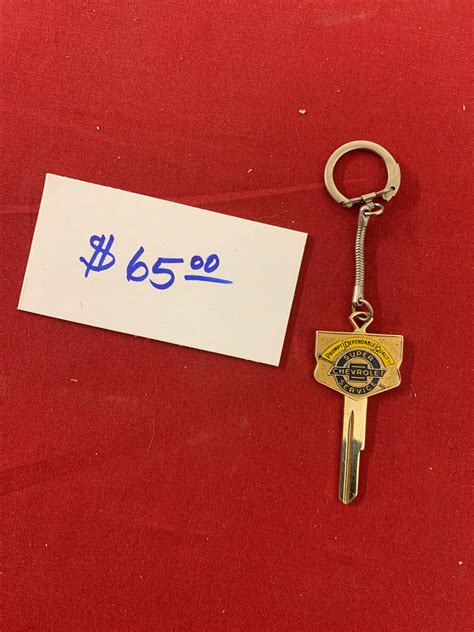 $ 65 00
PROMPT DEPENDABLE QUALITY
SUPER
CHEVROLET
SERVICE